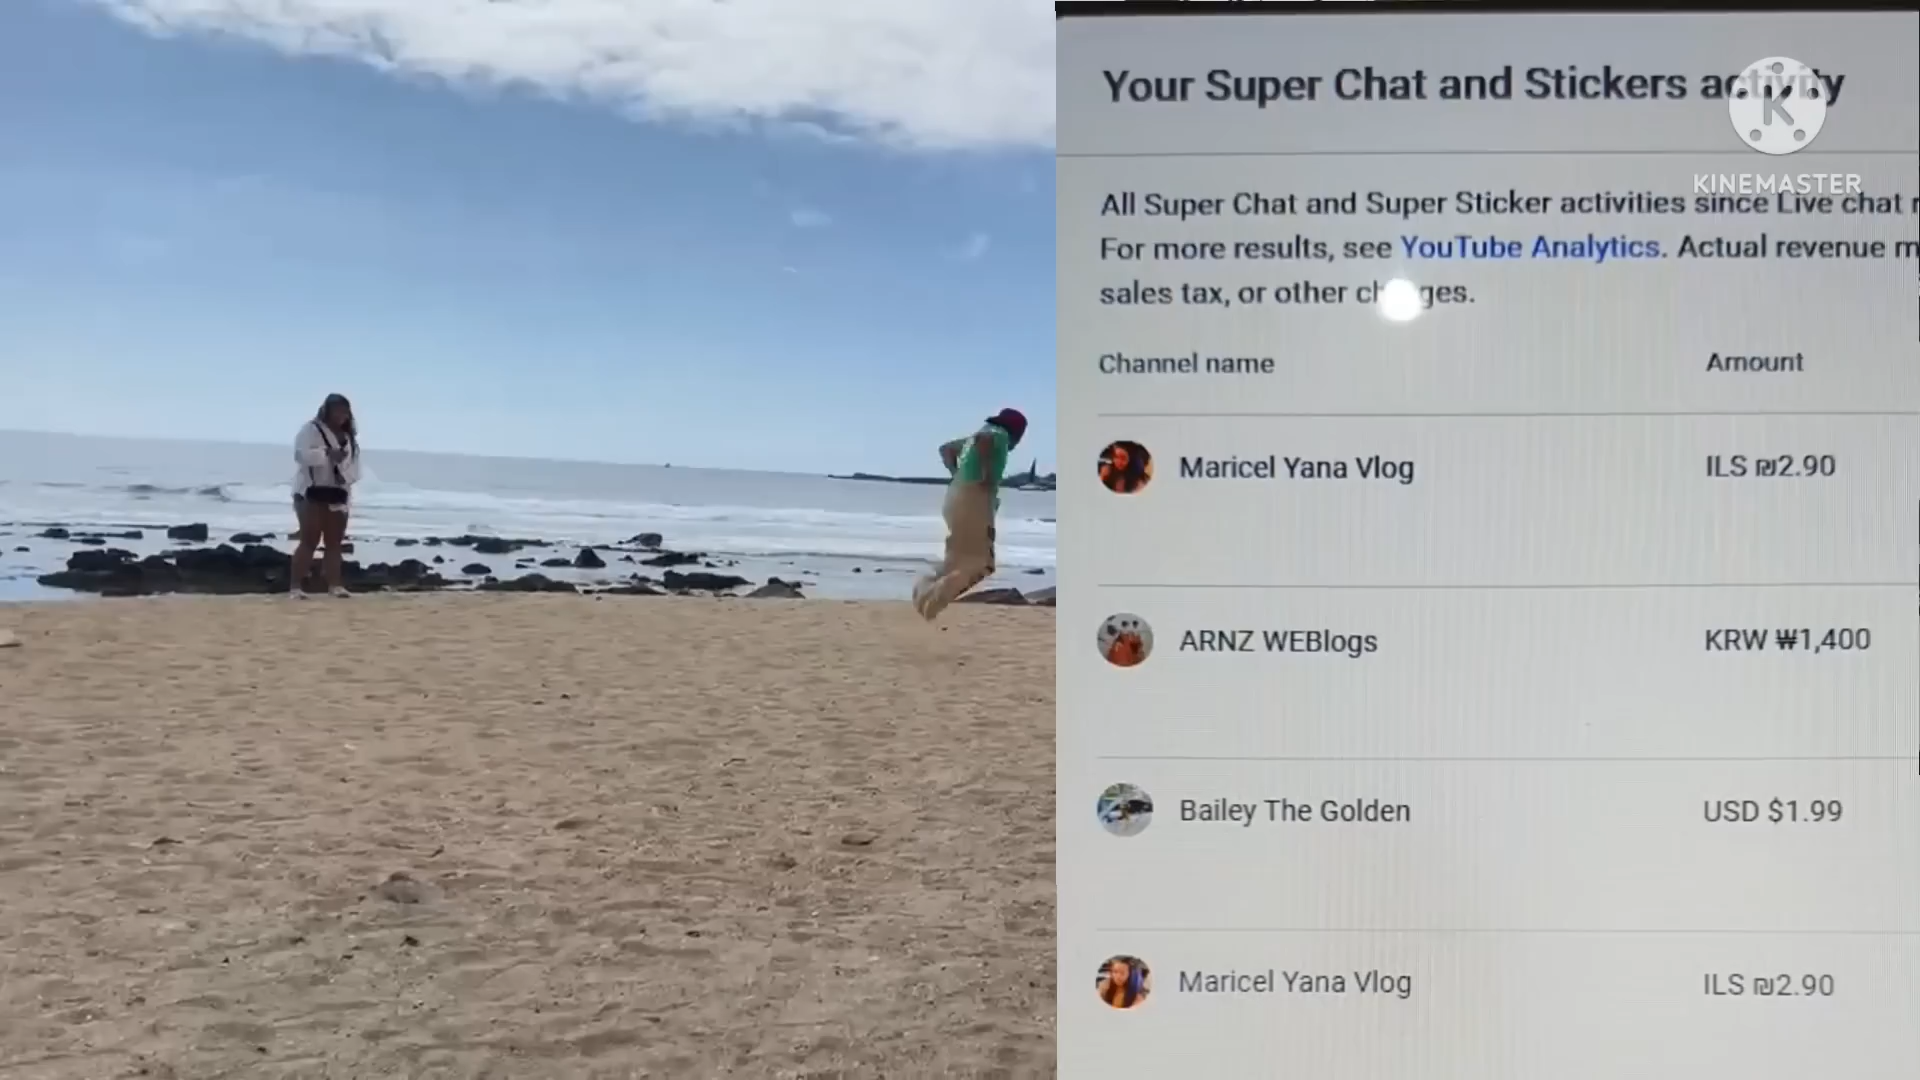 Your Super Chat and Stickers activity
K
KINEMASTER
All Super Chat and Super Sticker activities since Live chat
For more results, see YouTube Analytics. Actual revenue
sales tax, or other
Channel name Amount
Maricel Yana Vlog ILS ₪2.90
ARNZ WEBlogs KRW ₩1,400
Bailey The Golden USD $1.99
Maricel Yana Vlog ILS ₪2.90